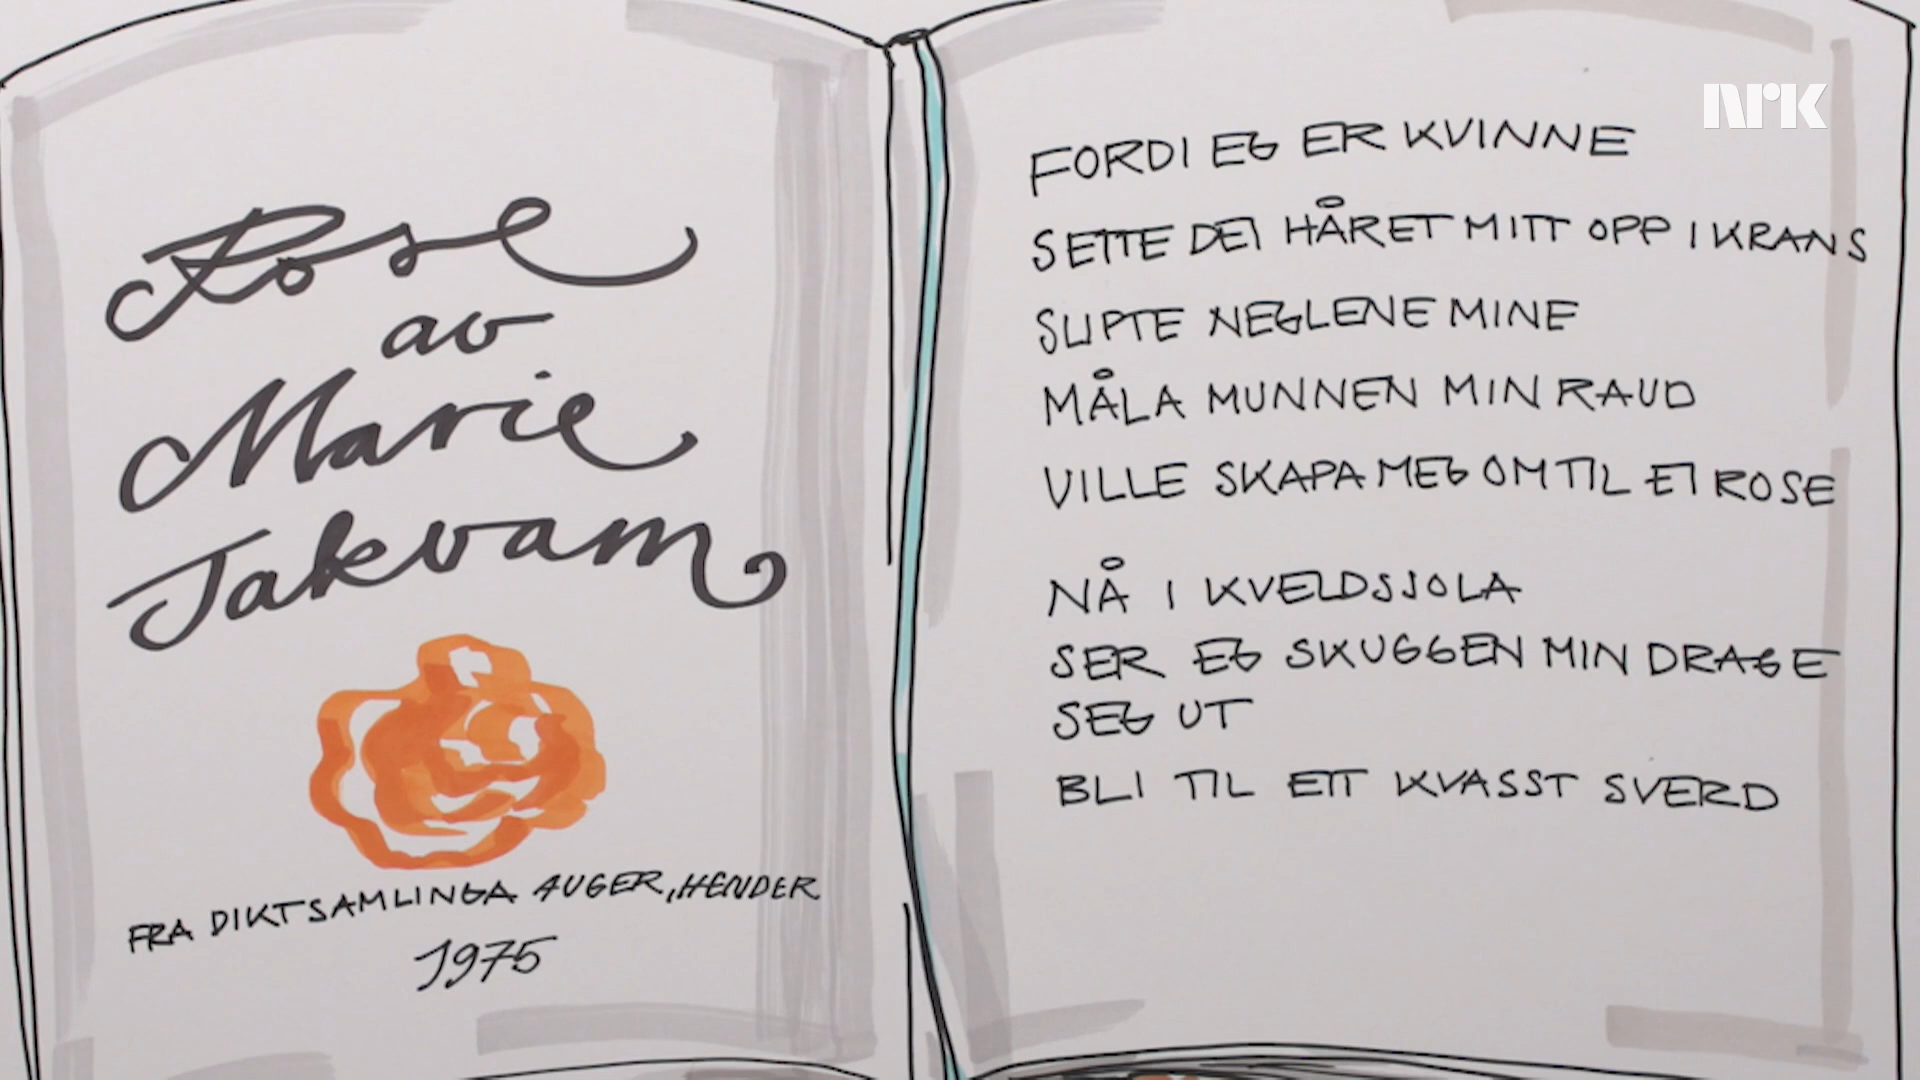 Rose
av
Marie
Takvam
FRA DIKTSAMLINGA AUGER, HENDER
1975
NRK
FORDI EG ER KVINNE
SETTE DEI HÅRET MITT OPP I KRANS
SLIPTE NEGLENE MINE
MÅLA MUNNEN MIN RAUD
VILLE SKAPA MEG OM TIL EI ROSE
NÅ I KVELDSSOLA
SER EG SKUGGEN MIN DRAGE
SEG UT
BLI TIL ETT KVASST SVERD